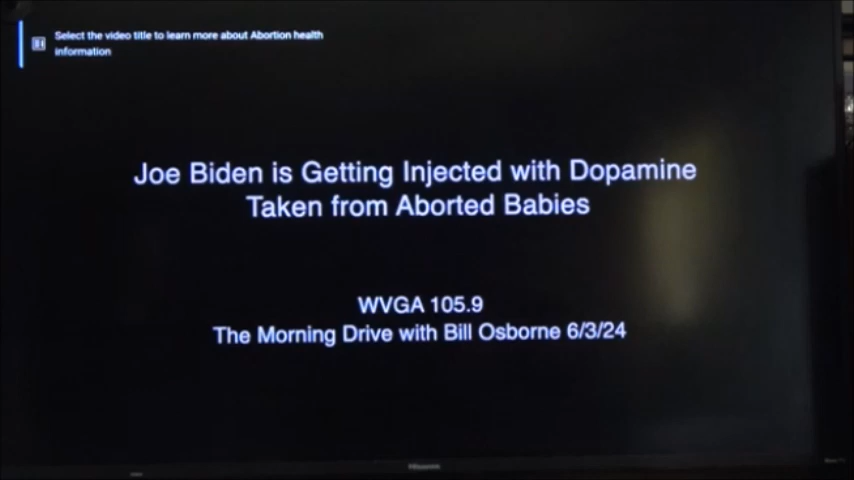 Select the video title to learn more about Abortion health
information
Joe Biden is Getting Injected with Dopamine
Taken from Aborted Babies
WVGA 105.9
The Morning Drive with Bill Osborne 6/3/24
Hisense